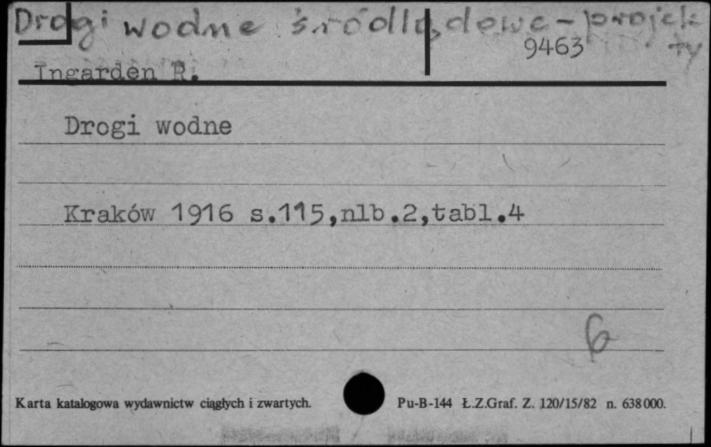 Drogi wodne śródlądowe - projekty
9463
Ingarden R.
Drogi wodne
Kraków 1916 s.115,nlb.2,tabl.4
6
Karta katalogowa wydawnictw ciągłych i zwartych.
Pu-B-144 Ł.Z.Graf. Z. 120/15/82 n. 638000.